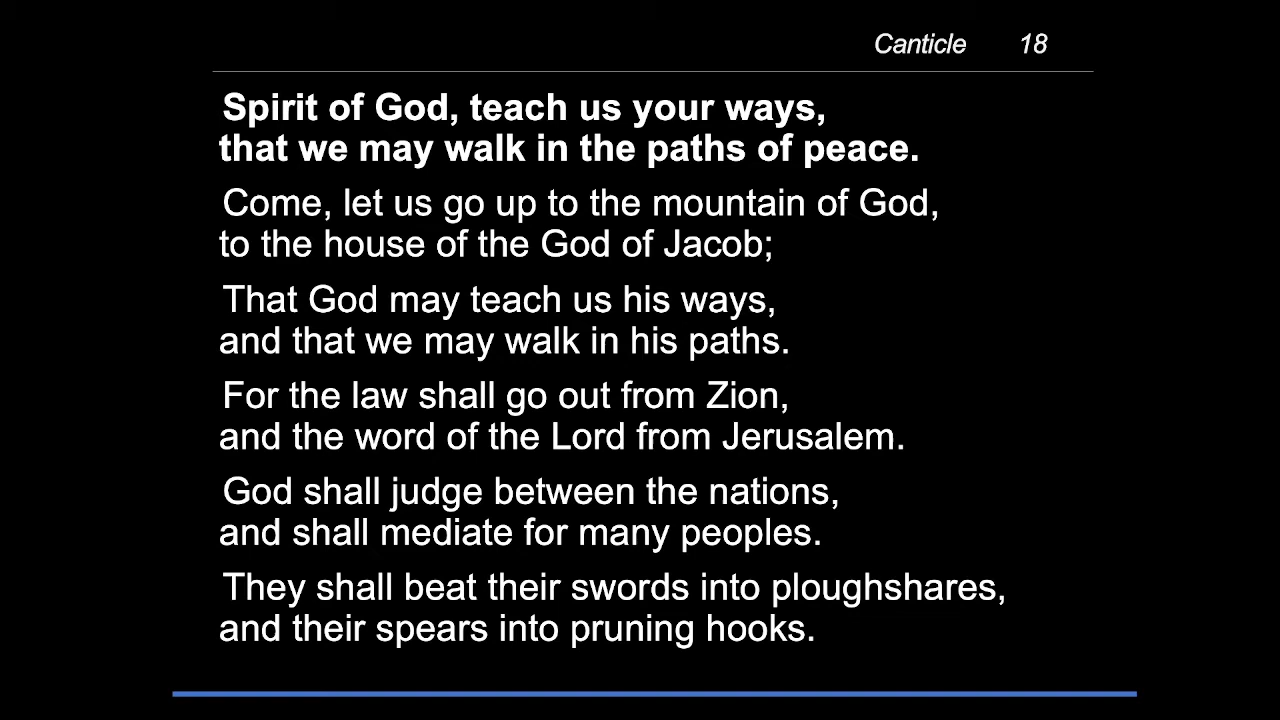 Canticle 18
Spirit of God, teach us your ways,
that we may walk in the paths of peace.
Come, let us go up to the mountain of God,
to the house of the God of Jacob;
That God may teach us his ways,
and that we may walk in his paths.
For the law shall go out from Zion,
and the word of the Lord from Jerusalem.
God shall judge between the nations,
and shall mediate for many peoples.
They shall beat their swords into ploughshares,
and their spears into pruning hooks.